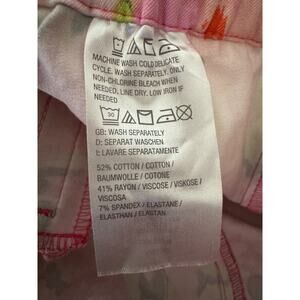 MACHINE WASH COLD DELICATE
CYCLE. WASH SEPARATELY. ONLY
NON-CHLORINE BLEACH WHEN
NEEDED. LINE DRY. LOW IRON IF
NEEDED.
30
GB: WASH SEPARATELY
D: SEPARAT WASCHEN
I: LAVARE SEPARATAMENTE
52% COTTON / COTTON /
BAUMWOLLE / COTONE
41% RAYON / VISCOSE / VISKOSE /
VISCOSA
7% SPANDEX / ELASTANE /
ELASTHAN / ELASTAN